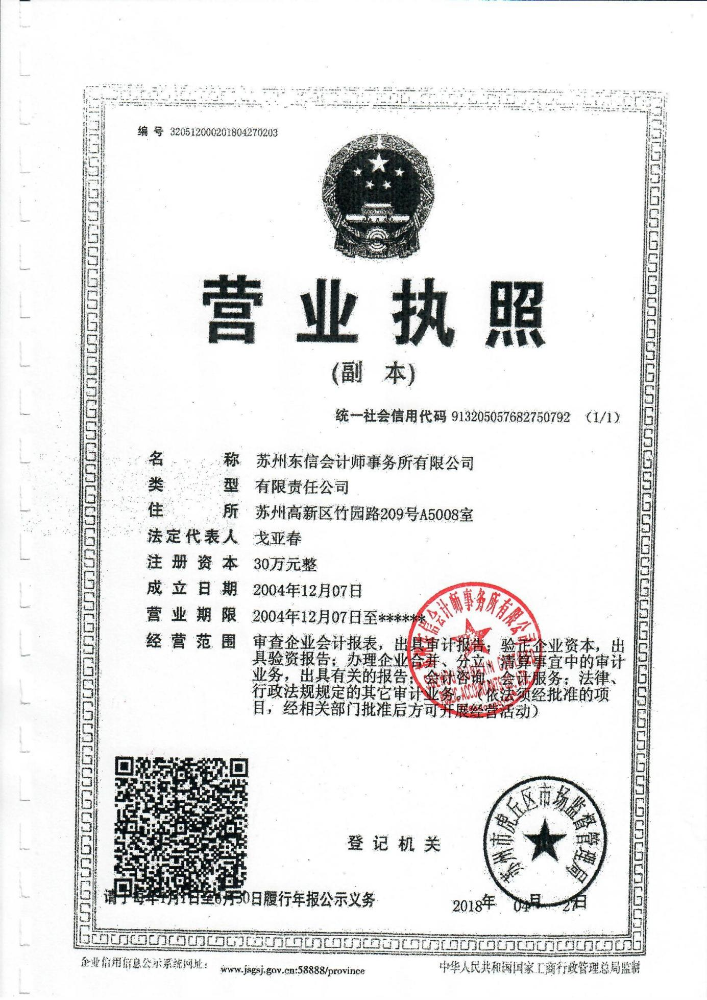 编 号 320512000201804270203
营业执照
(副 本)
统一社会信用代码 913205057682750792 (1/1)
名 称 苏州东信会计师事务所有限公司
类 型 有限责任公司
住 所 苏州高新区竹园路209号A5008室
法定代表人 戈亚春
注册资本 30万元整
成立日期 2004年12月07日
营业期限 2004年12月07日至******
经营范围 审查企业会计报表，出具审计报告；验证企业资本，出
具验资报告；办理企业合并、分立、清算事宜中的审计
业务，出具有关的报告；会计咨询、会计服务；法律、
行政法规规定的其它审计业务。（依法须经批准的项
目，经相关部门批准后方可开展经营活动）
苏州东信会计师事务所有限公司
SUZHOU DONGXIN CERTIFIED
PUBLIC ACCOUNTANTS CO.,LTD.
登记机关
苏州市虎丘区市场监督管理局
请于每年1月1日至6月30日履行年报公示义务
2018年 04月 27日
企业信用信息公示系统网址： www.jsgsj.gov.cn:58888/province
中华人民共和国国家工商行政管理总局监制